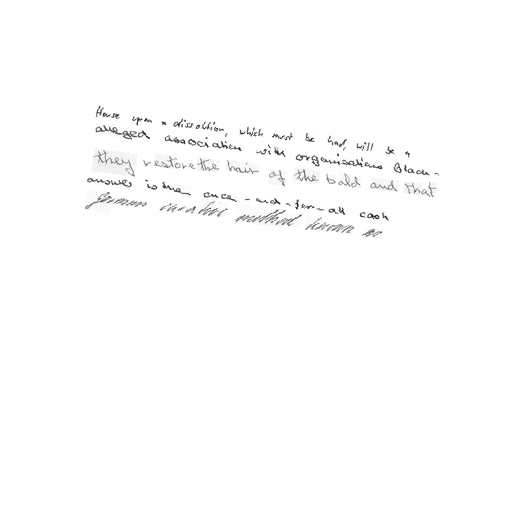 House upon a dissolution, which must be had, will be a
alleged association with organisations black-
they restore the hair of the bald and that
answer is the once-and-for-all cash
German invented method known as